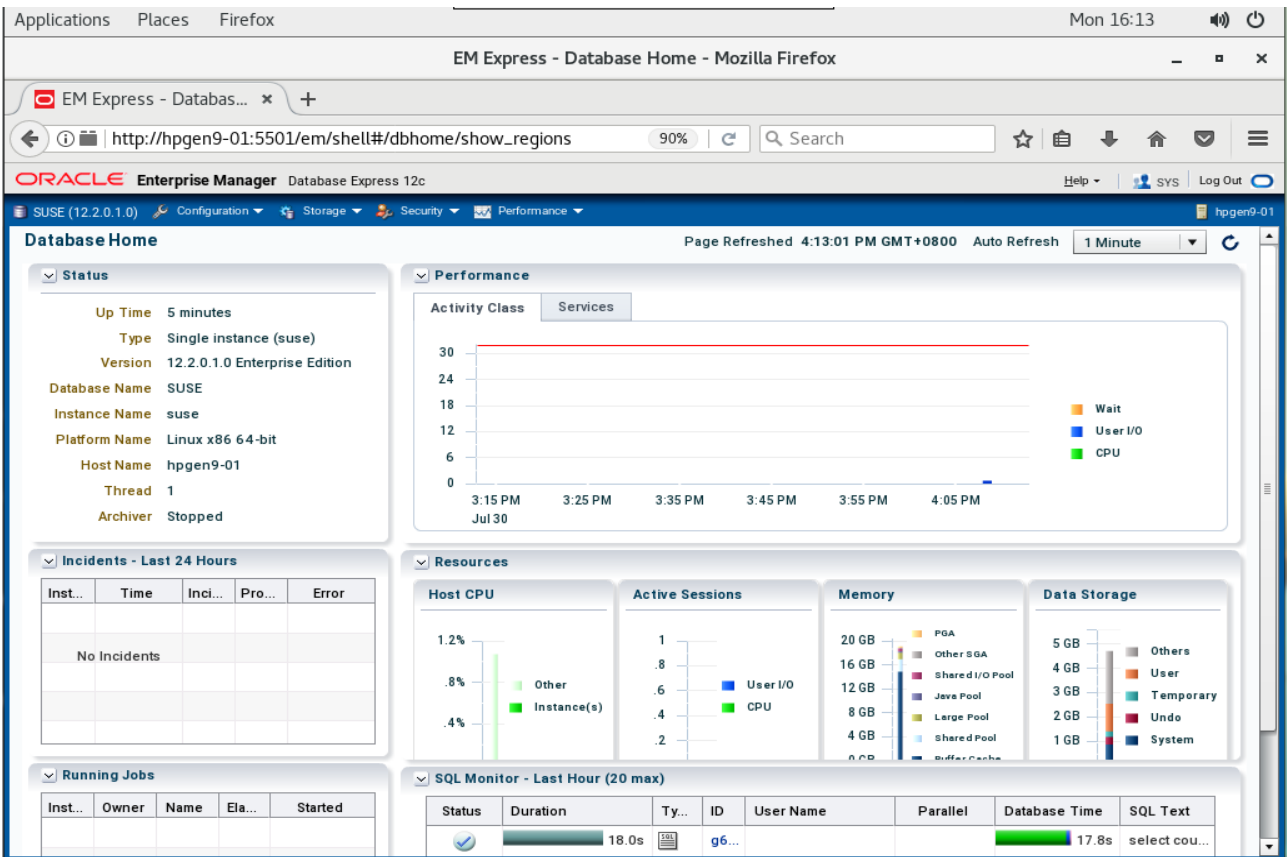 Applications Places Firefox Mon 16:13
EM Express - Database Home - Mozilla Firefox
EM Express - Databas...
http://hpgen9-01:5501/em/shell#/dbhome/show_regions 90% Search
ORACLE Enterprise Manager Database Express 12c Help SYS Log Out
SUSE (12.2.0.1.0) Configuration Storage Security Performance hpgen9-01
Database Home Page Refreshed 4:13:01 PM GMT+0800 Auto Refresh 1 Minute
Status
Up Time 5 minutes
Type Single instance (suse)
Version 12.2.0.1.0 Enterprise Edition
Database Name SUSE
Instance Name suse
Platform Name Linux x86 64-bit
Host Name hpgen9-01
Thread 1
Archiver Stopped
Performance
Activity Class Services
30
24
18
12
6
0
3:15 PM 3:25 PM 3:35 PM 3:45 PM 3:55 PM 4:05 PM
Jul 30
Wait
User I/O
CPU
Incidents - Last 24 Hours
Inst... Time Inci... Pro... Error
No Incidents
Resources
Host CPU
1.2%
.8%
.4%
Other
Instance(s)
Active Sessions
1
.8
.6
.4
.2
User I/O
CPU
Memory
20 GB
16 GB
12 GB
8 GB
4 GB
0 GB
PGA
Other SGA
Shared I/O Pool
Java Pool
Large Pool
Shared Pool
Buffer Cache
Data Storage
5 GB
4 GB
3 GB
2 GB
1 GB
Others
User
Temporary
Undo
System
Running Jobs
Inst... Owner Name Ela... Started
SQL Monitor - Last Hour (20 max)
Status Duration Ty... ID User Name Parallel Database Time SQL Text
18.0s SQL g6... 17.8s select cou...